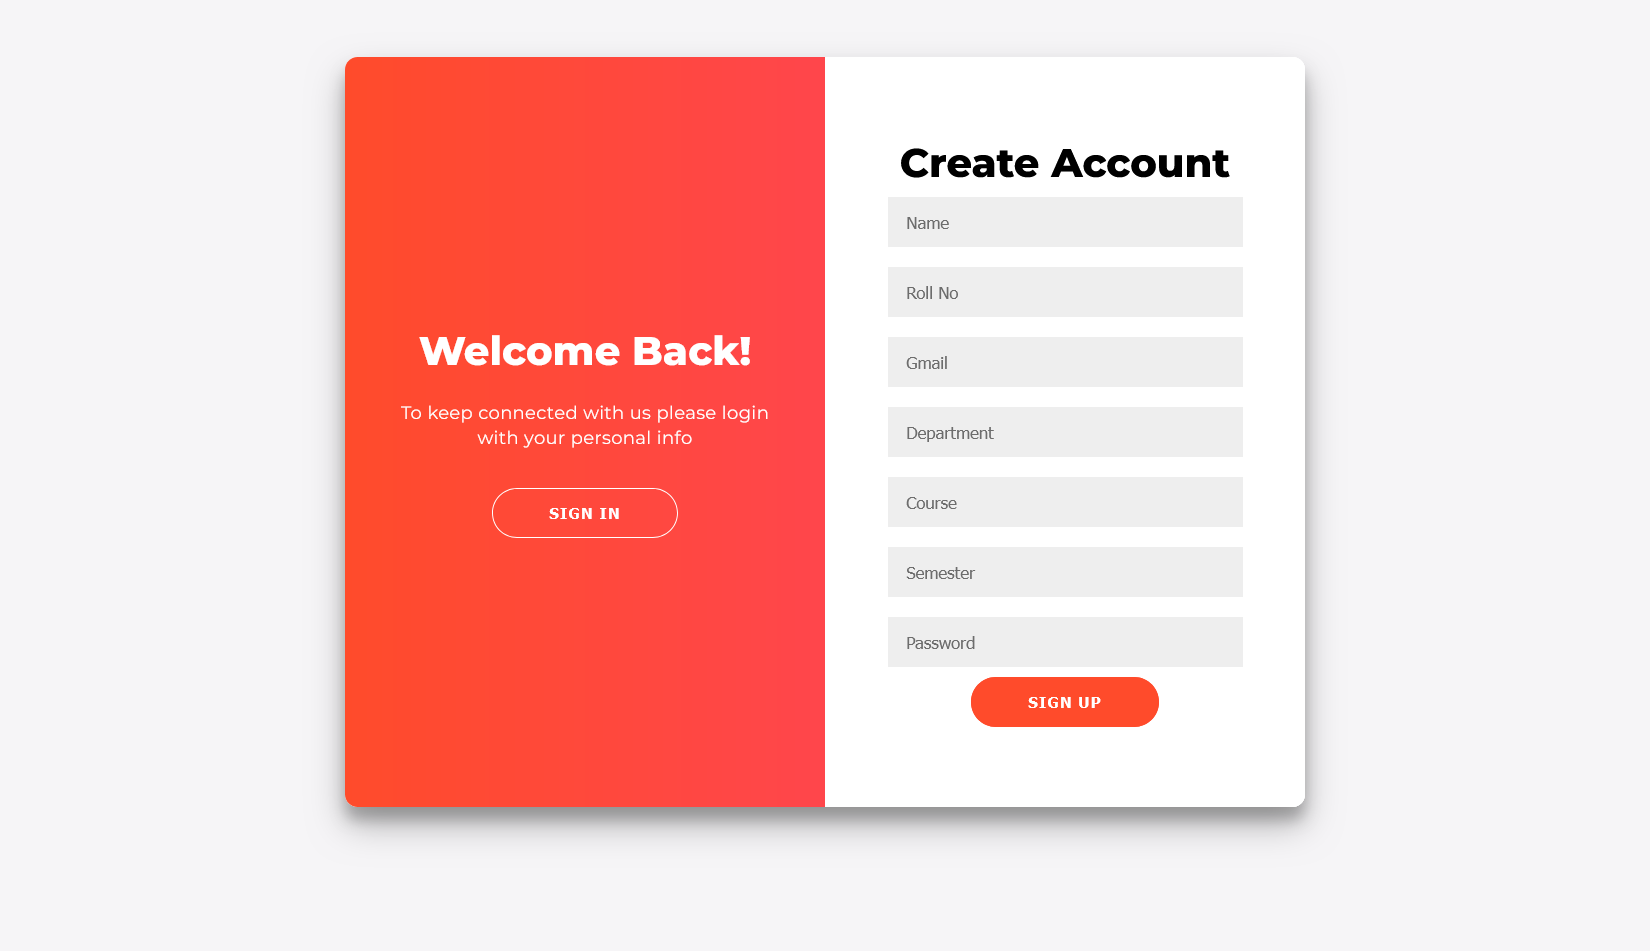 Welcome Back!
To keep connected with us please login
with your personal info
SIGN IN
Create Account
Name
Roll No
Gmail
Department
Course
Semester
Password
SIGN UP